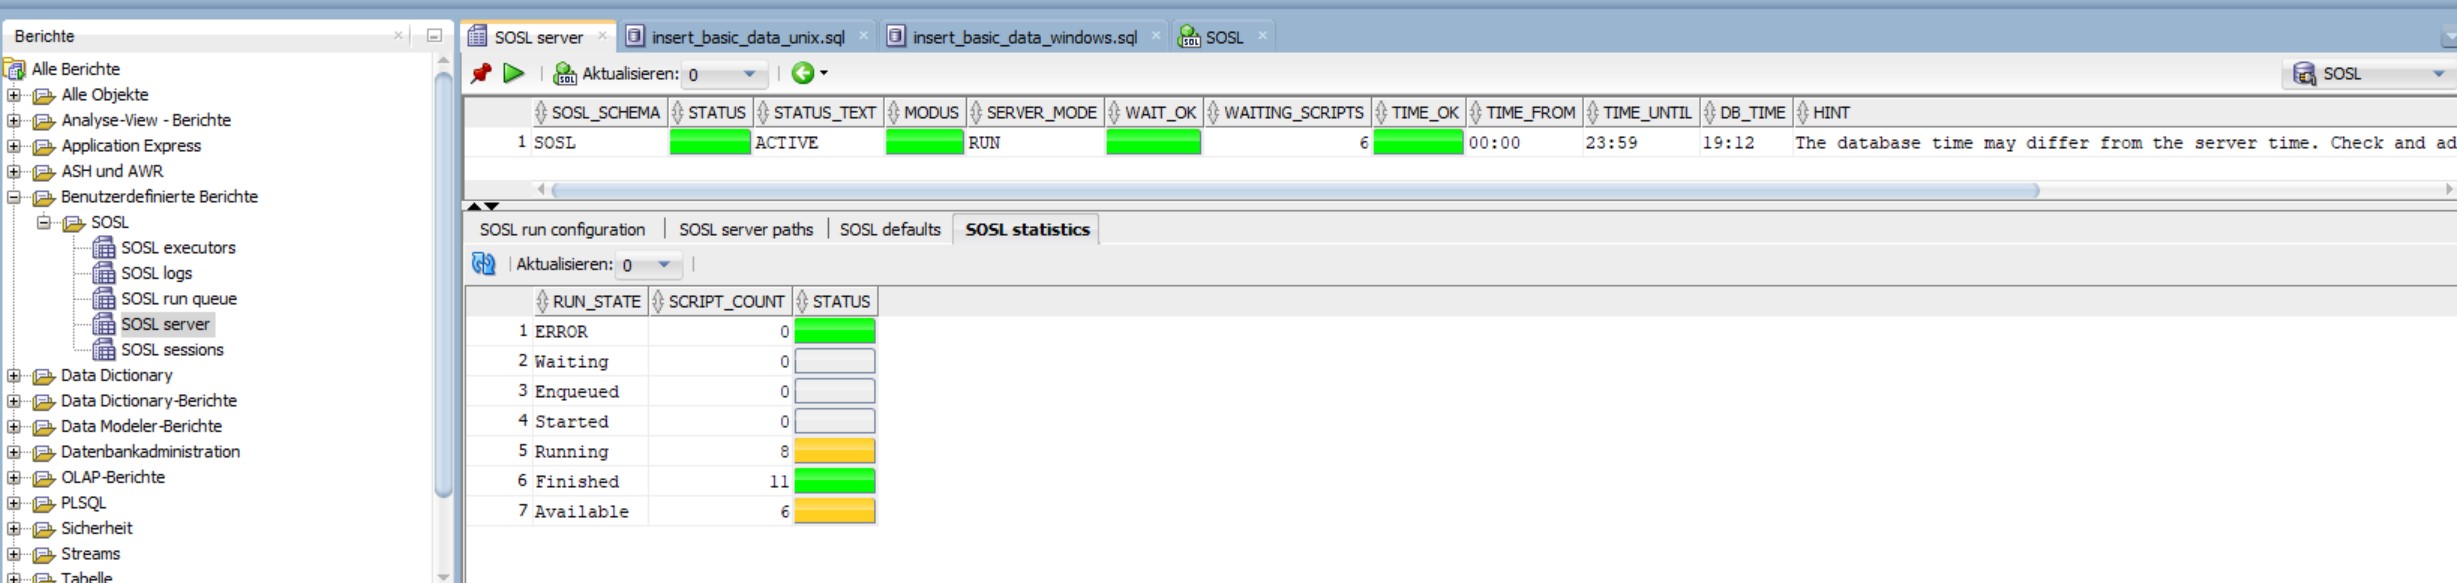 Berichte
Alle Berichte
Alle Objekte
Analyse-View - Berichte
Application Express
ASH und AWR
Benutzerdefinierte Berichte
SOSL
SOSL executors
SOSL logs
SOSL run queue
SOSL server
SOSL sessions
Data Dictionary
Data Dictionary-Berichte
Data Modeler-Berichte
Datenbankadministration
OLAP-Berichte
PLSQL
Sicherheit
Streams
Tabelle
SOSL server insert_basic_data_unix.sql insert_basic_data_windows.sql SOSL
Aktualisieren: 0 SOSL
SOSL_SCHEMA STATUS STATUS_TEXT MODUS SERVER_MODE WAIT_OK WAITING_SCRIPTS TIME_OK TIME_FROM TIME_UNTIL DB_TIME HINT
1 SOSL ACTIVE RUN 6 00:00 23:59 19:12 The database time may differ from the server time. Check and ad
SOSL run configuration SOSL server paths SOSL defaults SOSL statistics
Aktualisieren: 0
RUN_STATE SCRIPT_COUNT STATUS
1 ERROR 0
2 Waiting 0
3 Enqueued 0
4 Started 0
5 Running 8
6 Finished 11
7 Available 6